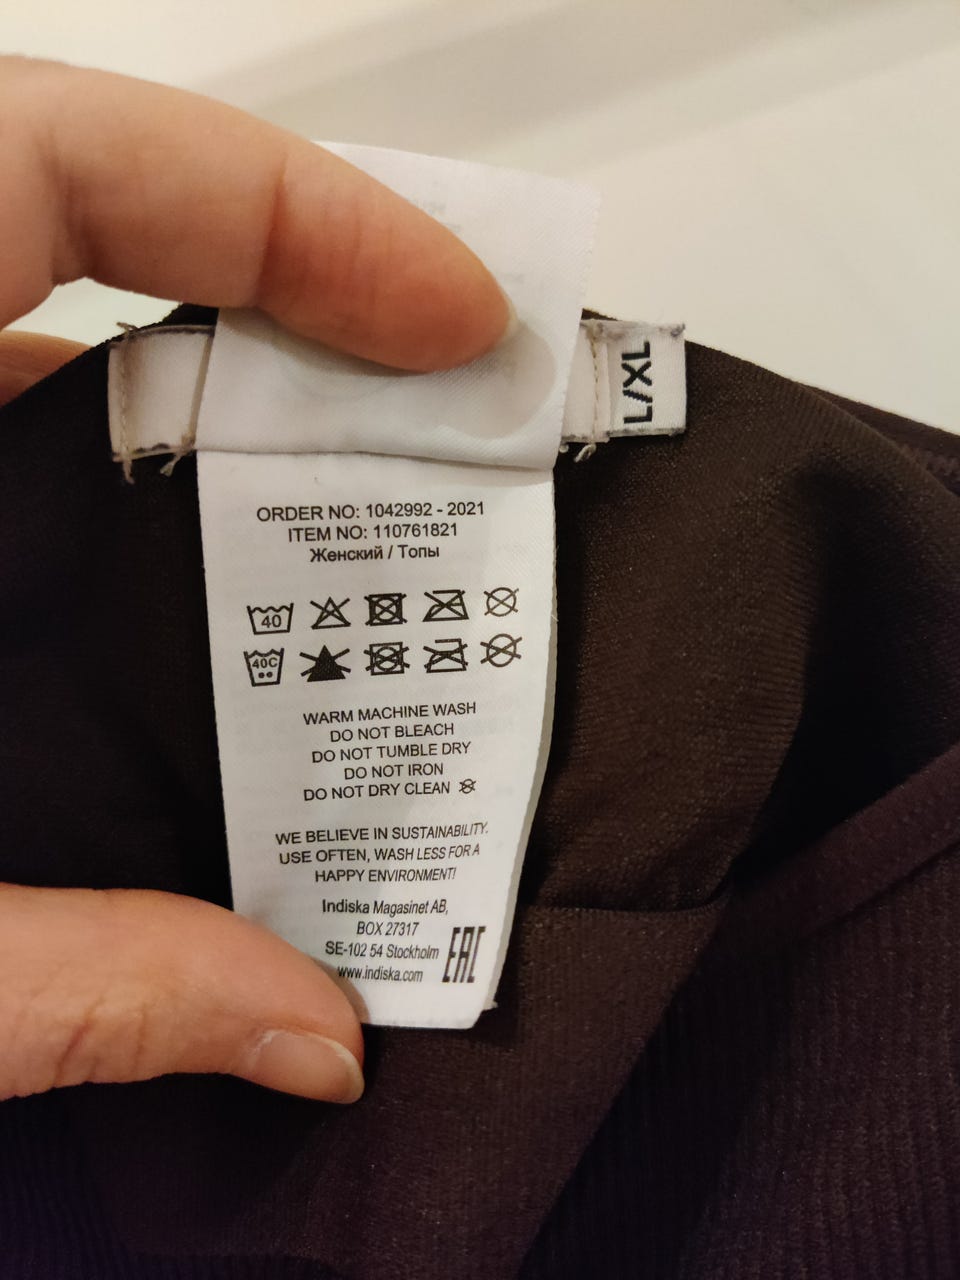 L/XL
ORDER NO: 1042992 - 2021
ITEM NO: 110761821
Женский / Топы
40
40C
WARM MACHINE WASH
DO NOT BLEACH
DO NOT TUMBLE DRY
DO NOT IRON
DO NOT DRY CLEAN
WE BELIEVE IN SUSTAINABILITY.
USE OFTEN, WASH LESS FOR A
HAPPY ENVIRONMENT!
Indiska Magasinet AB,
BOX 27317
SE-102 54 Stockholm
www.indiska.com
EAC